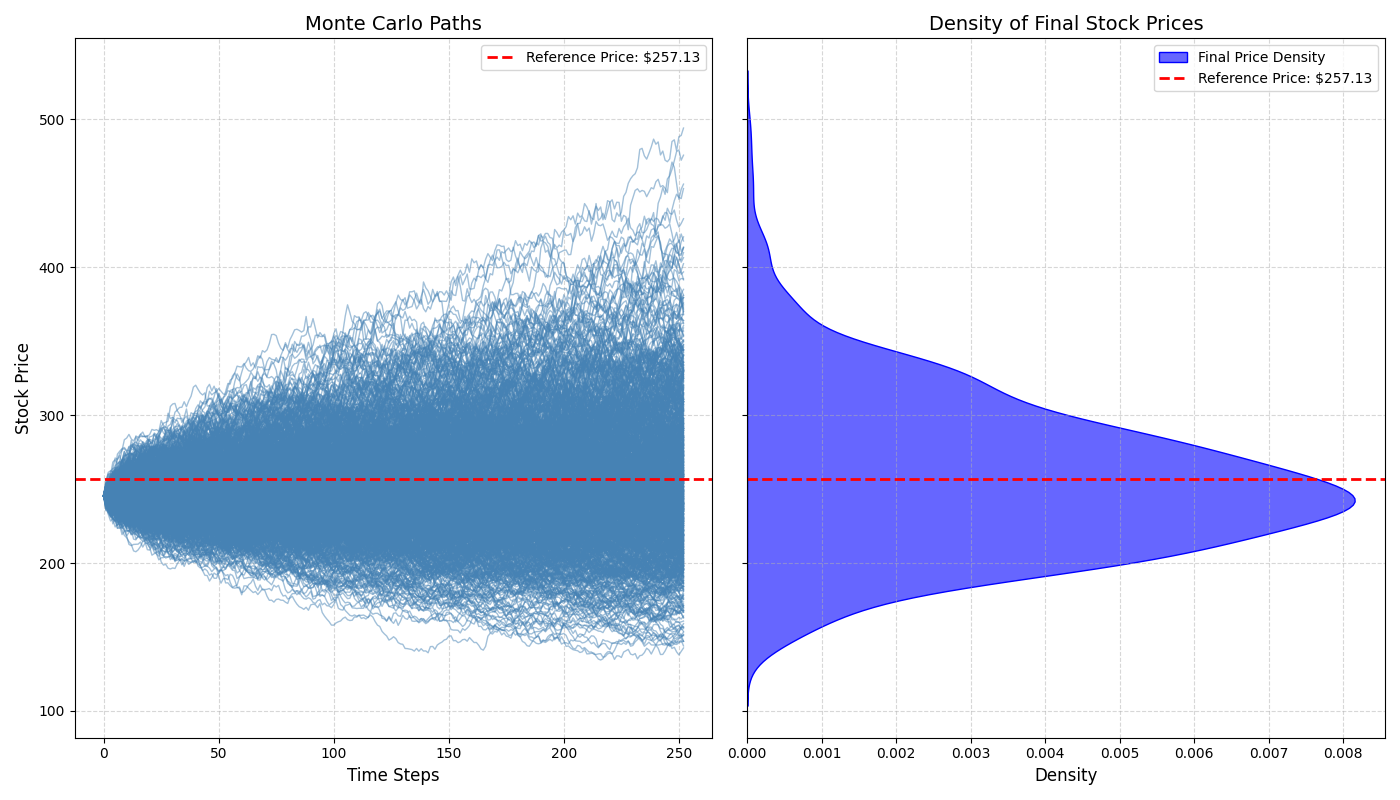 Monte Carlo Paths
Reference Price: $257.13
Stock Price
500
400
300
200
100
0
50
100
150
200
250
Time Steps
Density of Final Stock Prices
Final Price Density
Reference Price: $257.13
0.000
0.001
0.002
0.003
0.004
0.005
0.006
0.007
0.008
Density